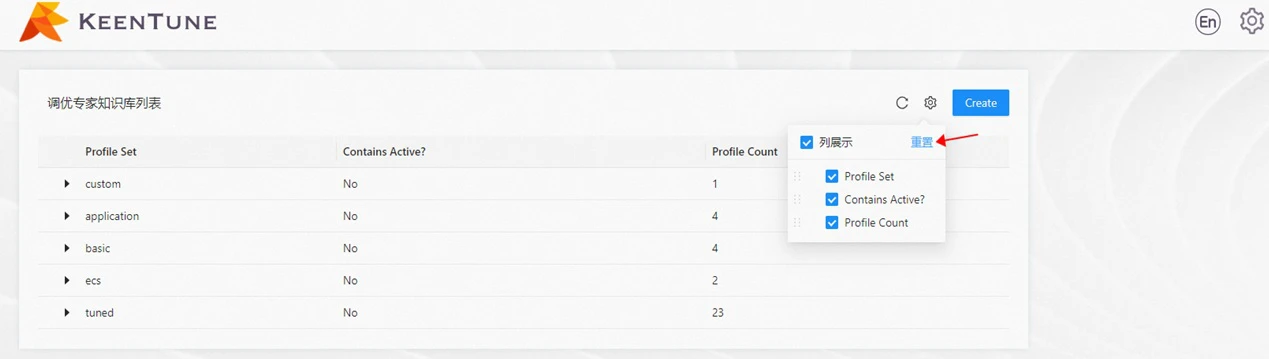 KEENTUNE
En
调优专家知识库列表
Create
Profile Set Contains Active? Profile Count
custom No 1
application No 4
basic No 4
ecs No 2
tuned No 23
列展示 重置
Profile Set
Contains Active?
Profile Count